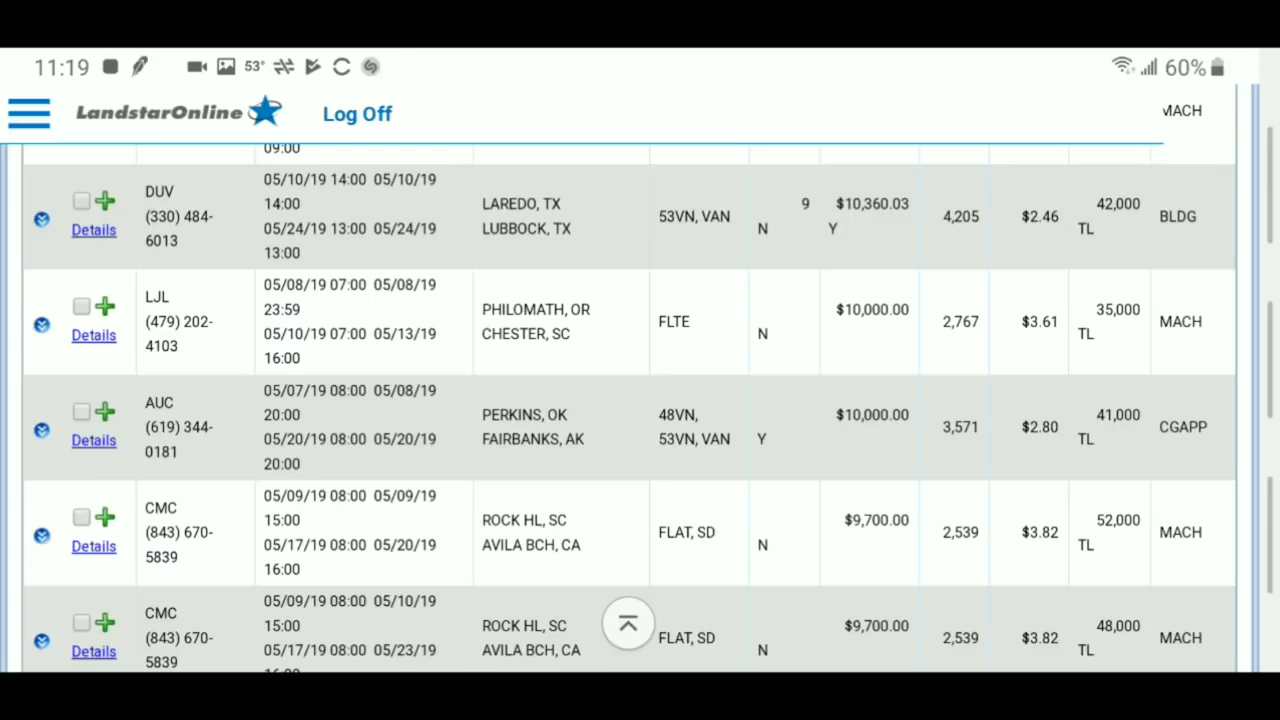 11:19 53° 60%
LandstarOnline Log Off MACH
09:00
Details DUV (330) 484-6013 05/10/19 14:00 05/10/19 14:00 05/24/19 13:00 05/24/19 13:00 LAREDO, TX LUBBOCK, TX 53VN, VAN N 9 Y $10,360.03 4,205 $2.46 42,000 TL BLDG
Details LJL (479) 202-4103 05/08/19 07:00 05/08/19 23:59 05/10/19 07:00 05/13/19 16:00 PHILOMATH, OR CHESTER, SC FLTE N $10,000.00 2,767 $3.61 35,000 TL MACH
Details AUC (619) 344-0181 05/07/19 08:00 05/08/19 20:00 05/20/19 08:00 05/20/19 20:00 PERKINS, OK FAIRBANKS, AK 48VN, 53VN, VAN Y $10,000.00 3,571 $2.80 41,000 TL CGAPP
Details CMC (843) 670-5839 05/09/19 08:00 05/09/19 15:00 05/17/19 08:00 05/20/19 16:00 ROCK HL, SC AVILA BCH, CA FLAT, SD N $9,700.00 2,539 $3.82 52,000 TL MACH
Details CMC (843) 670-5839 05/09/19 08:00 05/10/19 15:00 05/17/19 08:00 05/23/19 16:00 ROCK HL, SC AVILA BCH, CA FLAT, SD N $9,700.00 2,539 $3.82 48,000 TL MACH